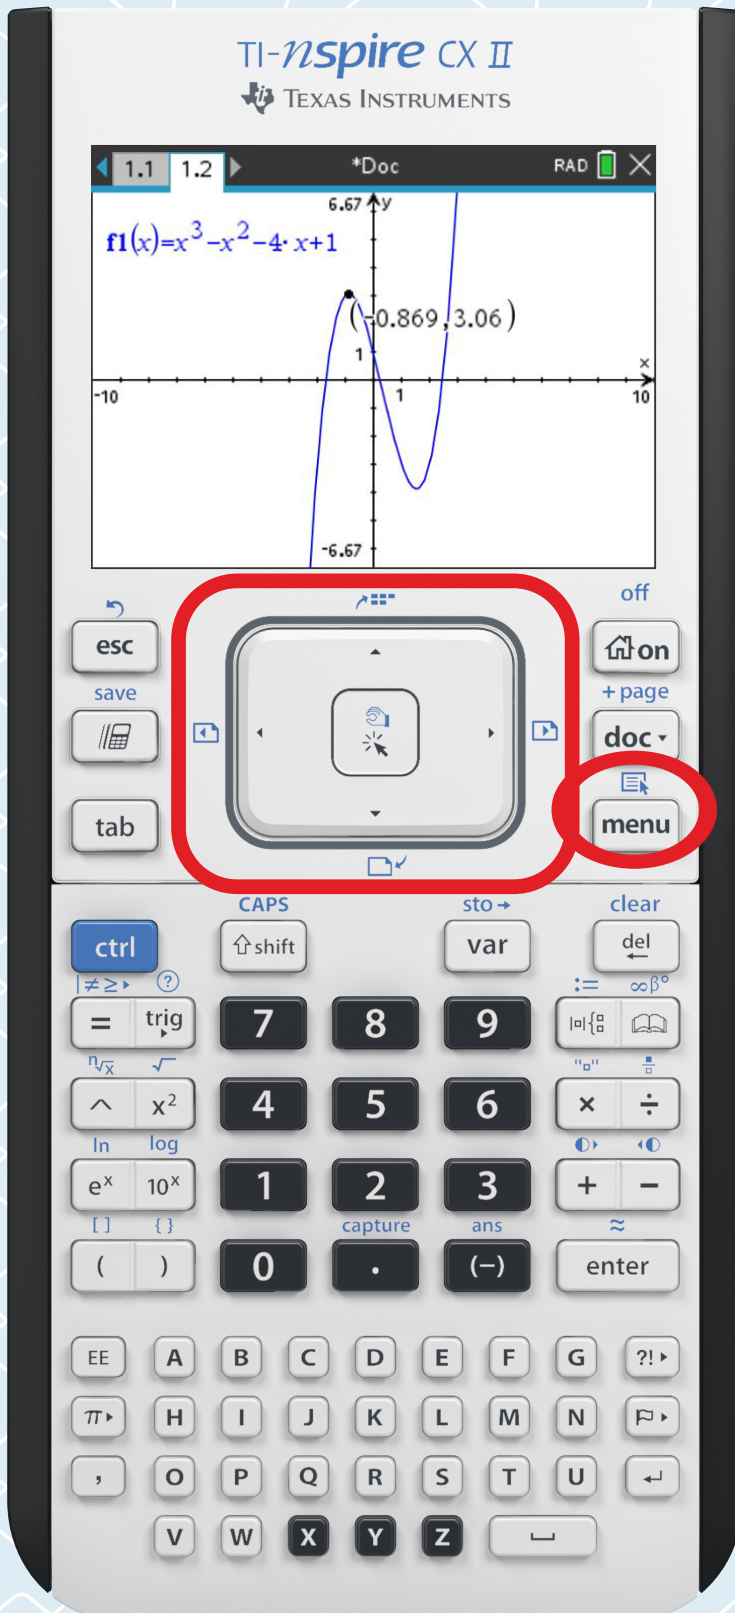 TI-nspire CX II
TEXAS INSTRUMENTS
1.1 1.2 *Doc RAD
6.67 y
f1(x)=x³-x²-4·x+1
(-0.869,3.06)
1
x
-10 1 10
-6.67
off
esc on
save + page
doc
tab menu
CAPS sto→ clear
ctrl shift var del
|≠≥▸ ? := ∞β°
= trig 7 8 9 |▫|{
ⁿ√x √ "▫"
^ x² 4 5 6 × ÷
ln log
eˣ 10ˣ 1 2 3 + −
[ ] { } capture ans ≈
( ) 0 . (−) enter
EE A B C D E F G ?!▸
π▸ H I J K L M N
, O P Q R S T U ↵
V W X Y Z